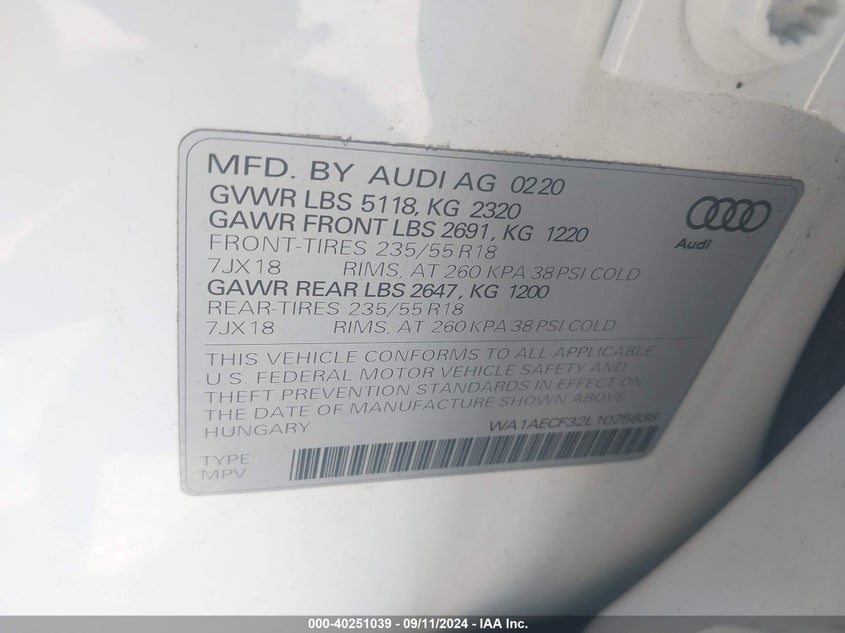 MFD. BY AUDI AG 0220
GVWR LBS 5118, KG 2320
GAWR FRONT LBS 2691, KG 1220
FRONT-TIRES 235/55 R18
7JX18 RIMS, AT 260 KPA 38 PSI COLD
GAWR REAR LBS 2647, KG 1200
REAR-TIRES 235/55 R18
7JX18 RIMS, AT 260 KPA 38 PSI COLD
Audi
THIS VEHICLE CONFORMS TO ALL APPLICABLE
U.S. FEDERAL MOTOR VEHICLE SAFETY AND
THEFT PREVENTION STANDARDS IN EFFECT ON
THE DATE OF MANUFACTURE SHOWN ABOVE
HUNGARY WA1AECF32L1075638
TYPE
MPV
000-40251039 - 09/11/2024 - IAA Inc.